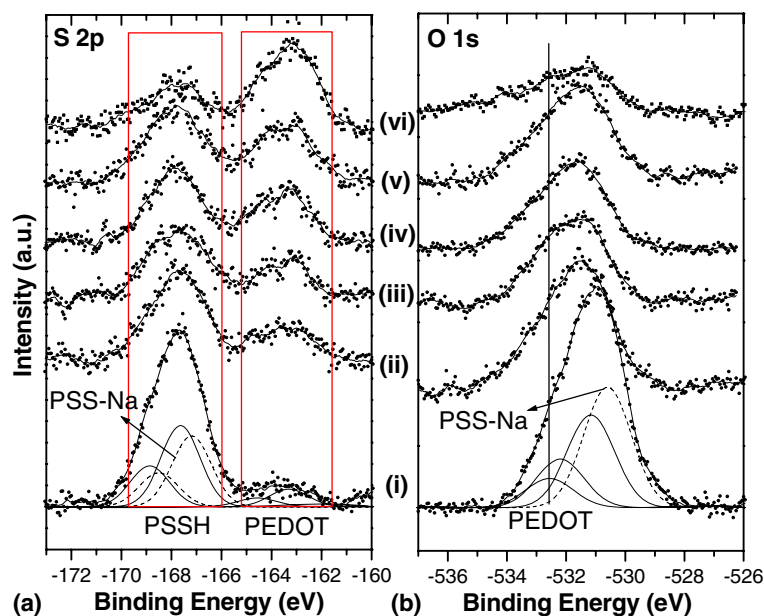 S 2p
O 1s
Intensity (a.u.)
(vi)
(v)
(iv)
(iii)
(ii)
(i)
PSS-Na
PSS-Na
PSSH
PEDOT
PEDOT
-172 -170 -168 -166 -164 -162 -160
-536 -534 -532 -530 -528 -526
(a) Binding Energy (eV)
(b) Binding Energy (eV)